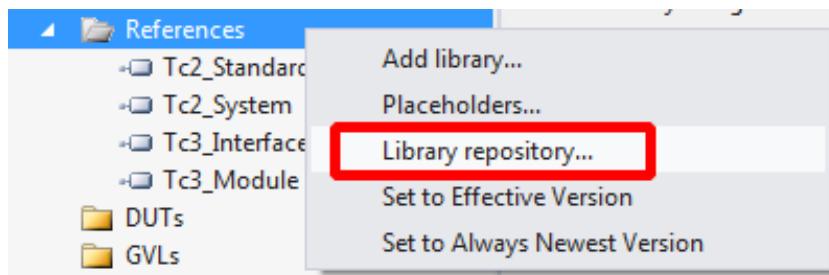 References
Tc2_Standard
Tc2_System
Tc3_Interface
Tc3_Module
DUTs
GVLs
Add library...
Placeholders...
Library repository...
Set to Effective Version
Set to Always Newest Version